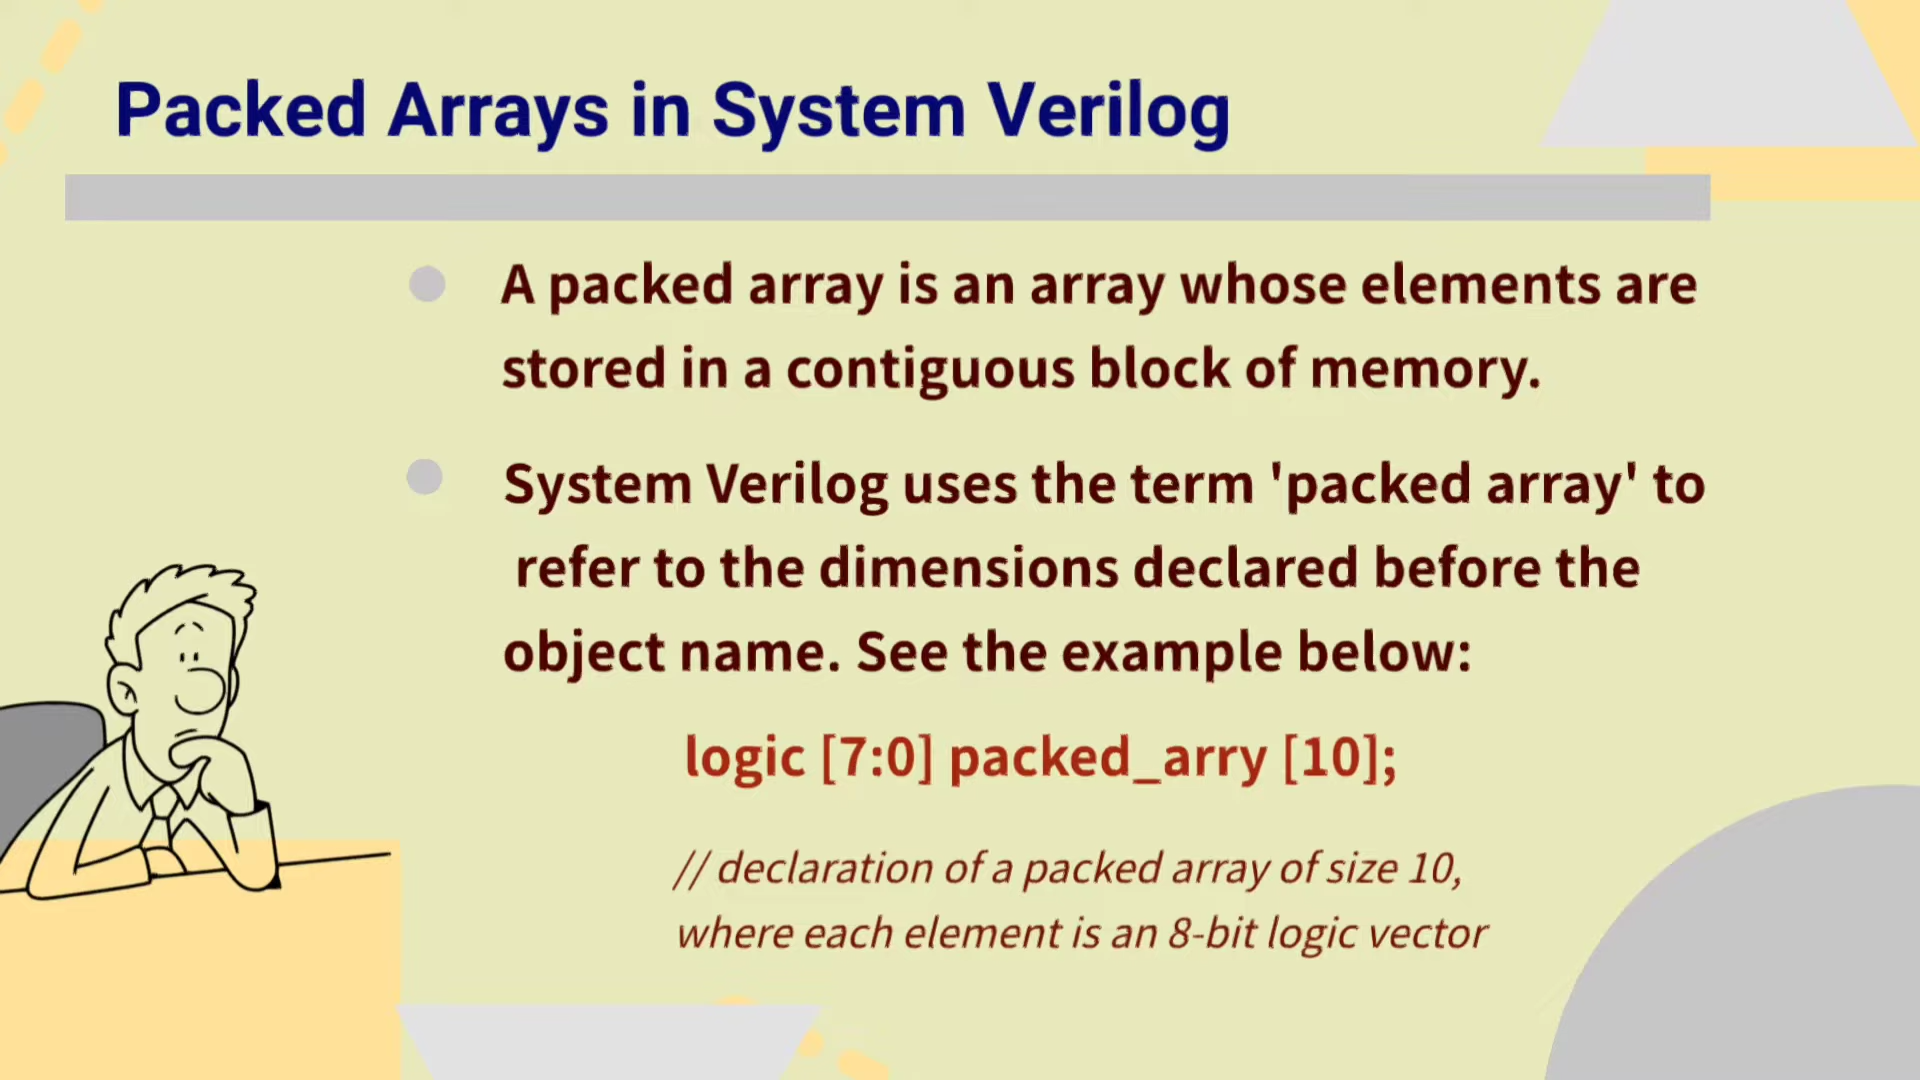 Packed Arrays in System Verilog
A packed array is an array whose elements are
stored in a contiguous block of memory.
System Verilog uses the term 'packed array' to
refer to the dimensions declared before the
object name. See the example below:
logic [7:0] packed_arry [10];
// declaration of a packed array of size 10,
where each element is an 8-bit logic vector